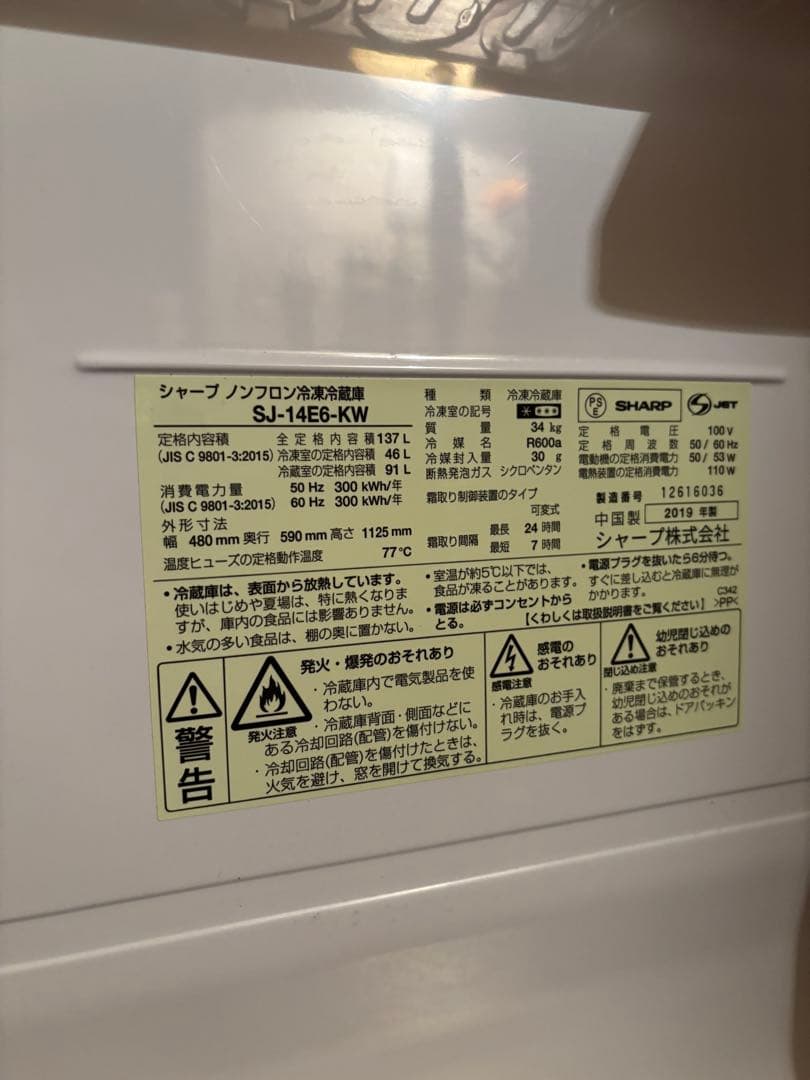 シャープ ノンフロン冷凍冷蔵庫
SJ-14E6-KW
定格内容積 全定格内容積 137 L
(JIS C 9801-3:2015) 冷凍室の定格内容積 46 L
冷蔵室の定格内容積 91 L
消費電力量 50 Hz 300 kWh/年
(JIS C 9801-3:2015) 60 Hz 300 kWh/年
外形寸法
幅 480 mm 奥行 590 mm 高さ 1125 mm
温度ヒューズの定格動作温度 77℃
種類 冷凍冷蔵庫
冷凍室の記号 * ***
質量 34 kg
冷媒名 R600a
冷媒封入量 30 g
断熱発泡ガス シクロペンタン
霜取り制御装置のタイプ
可変式
霜取り間隔 最長 24 時間
最短 7 時間
PSE SHARP S JET
定格電圧 100 V
定格周波数 50 / 60 Hz
電動機の定格消費電力 50 / 53 W
電熱装置の定格消費電力 110 W
製造番号 12616036
中国製 2019 年製
シャープ株式会社
・冷蔵庫は、表面から放熱しています。
使いはじめや夏場は、特に熱くなりま
すが、庫内の食品には影響ありません。
・水気の多い食品は、棚の奥に置かない。
・室温が約5℃以下では、
食品が凍ることがあります。
・電源は必ずコンセントから
とる。
・電源プラグを抜いたら6分待つ。
すぐに差し込むと冷蔵庫に無理が
かかります。
C342
【くわしくは取扱説明書をご覧ください】 >PP<
警告
発火注意
発火・爆発のおそれあり
・冷蔵庫内で電気製品を使
わない。
・冷蔵庫背面・側面などに
ある冷却回路(配管)を傷付けない。
・冷却回路(配管)を傷付けたときは、
火気を避け、窓を開けて換気する。
感電注意
感電の
おそれあり
・冷蔵庫のお手入
れ時は、電源プ
ラグを抜く。
閉じ込め注意
幼児閉じ込めの
おそれあり
・廃棄まで保管するとき、
幼児閉じ込めのおそれが
ある場合は、ドアパッキン
をはずす。